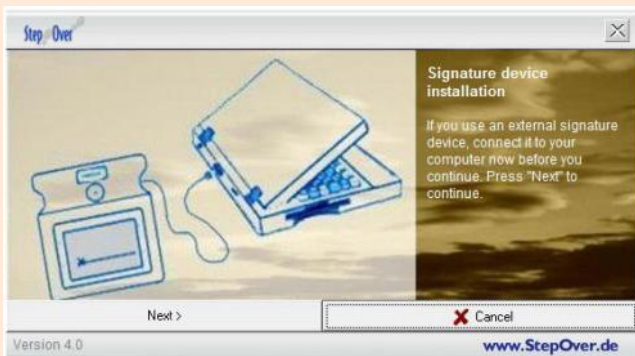 Step Over
Signature device
installation
If you use an external signature
device, connect it to your
computer now before you
continue. Press "Next" to
continue.
Next >
Cancel
Version 4.0
www.StepOver.de